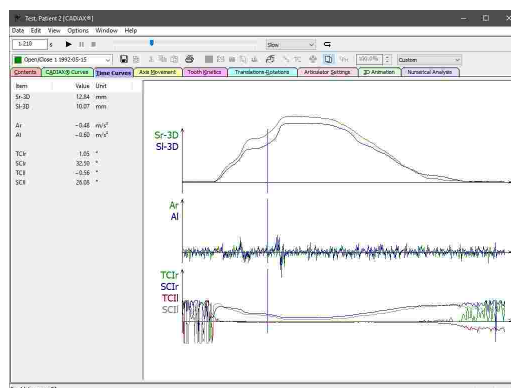 Test, Patient 2 [CADIAX®]
Data Edit View Options Window Help
1-218 s Slow
Open/Close 1 1992-05-15 100.0% Custom
Contents CADIAX® Curves Time Curves Axis Movement Tooth Kinetics Translations-Rotations Articulator Settings 3D Animation Numerical Analysis
Item Value Unit
Sr-3D 12.84 mm
Sl-3D 10.07 mm
Ar -0.48 m/s²
Al -0.60 m/s²
TCIr 1.05 °
SCIr 32.50 °
TCIl -0.56 °
SCIl 26.08 °
Sr-3D
Sl-3D
Ar
Al
TCIr
SCIr
TCIl
SCIl